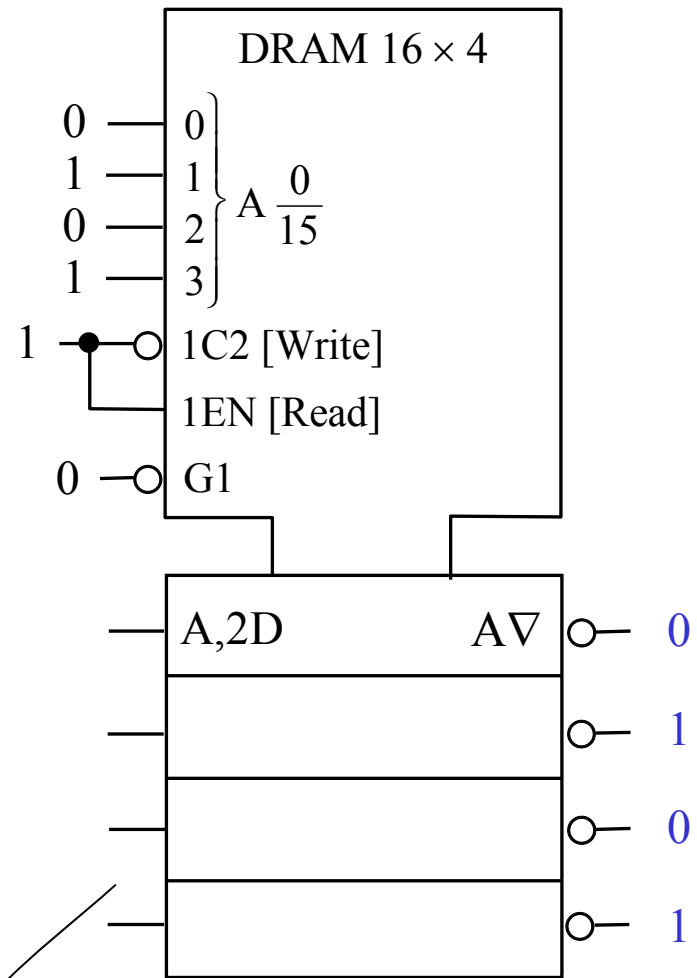 DRAM 16 × 4
0 0
1 1
A 0/15
0 2
1 3
1 1C2 [Write]
1EN [Read]
0 G1
A,2D A∇ 0
1
0
1